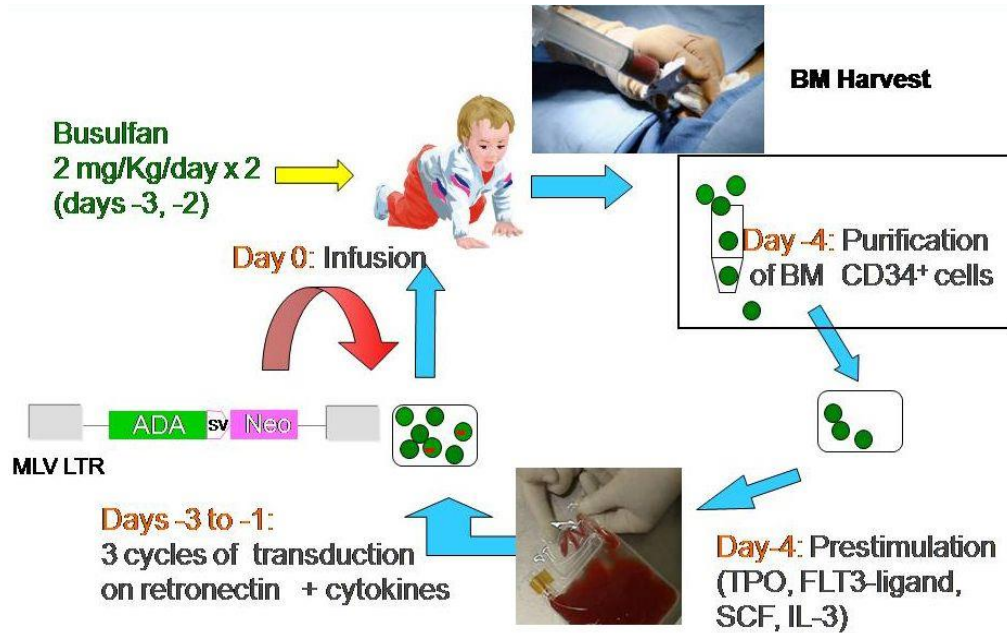 BM Harvest
Busulfan
2 mg/Kg/day x 2
(days -3, -2)
Day 0: Infusion
Day -4: Purification
of BM CD34+ cells
ADA
SV
Neo
MLV LTR
Days -3 to -1:
3 cycles of transduction
on retronectin + cytokines
Day-4: Prestimulation
(TPO, FLT3-ligand,
SCF, IL-3)